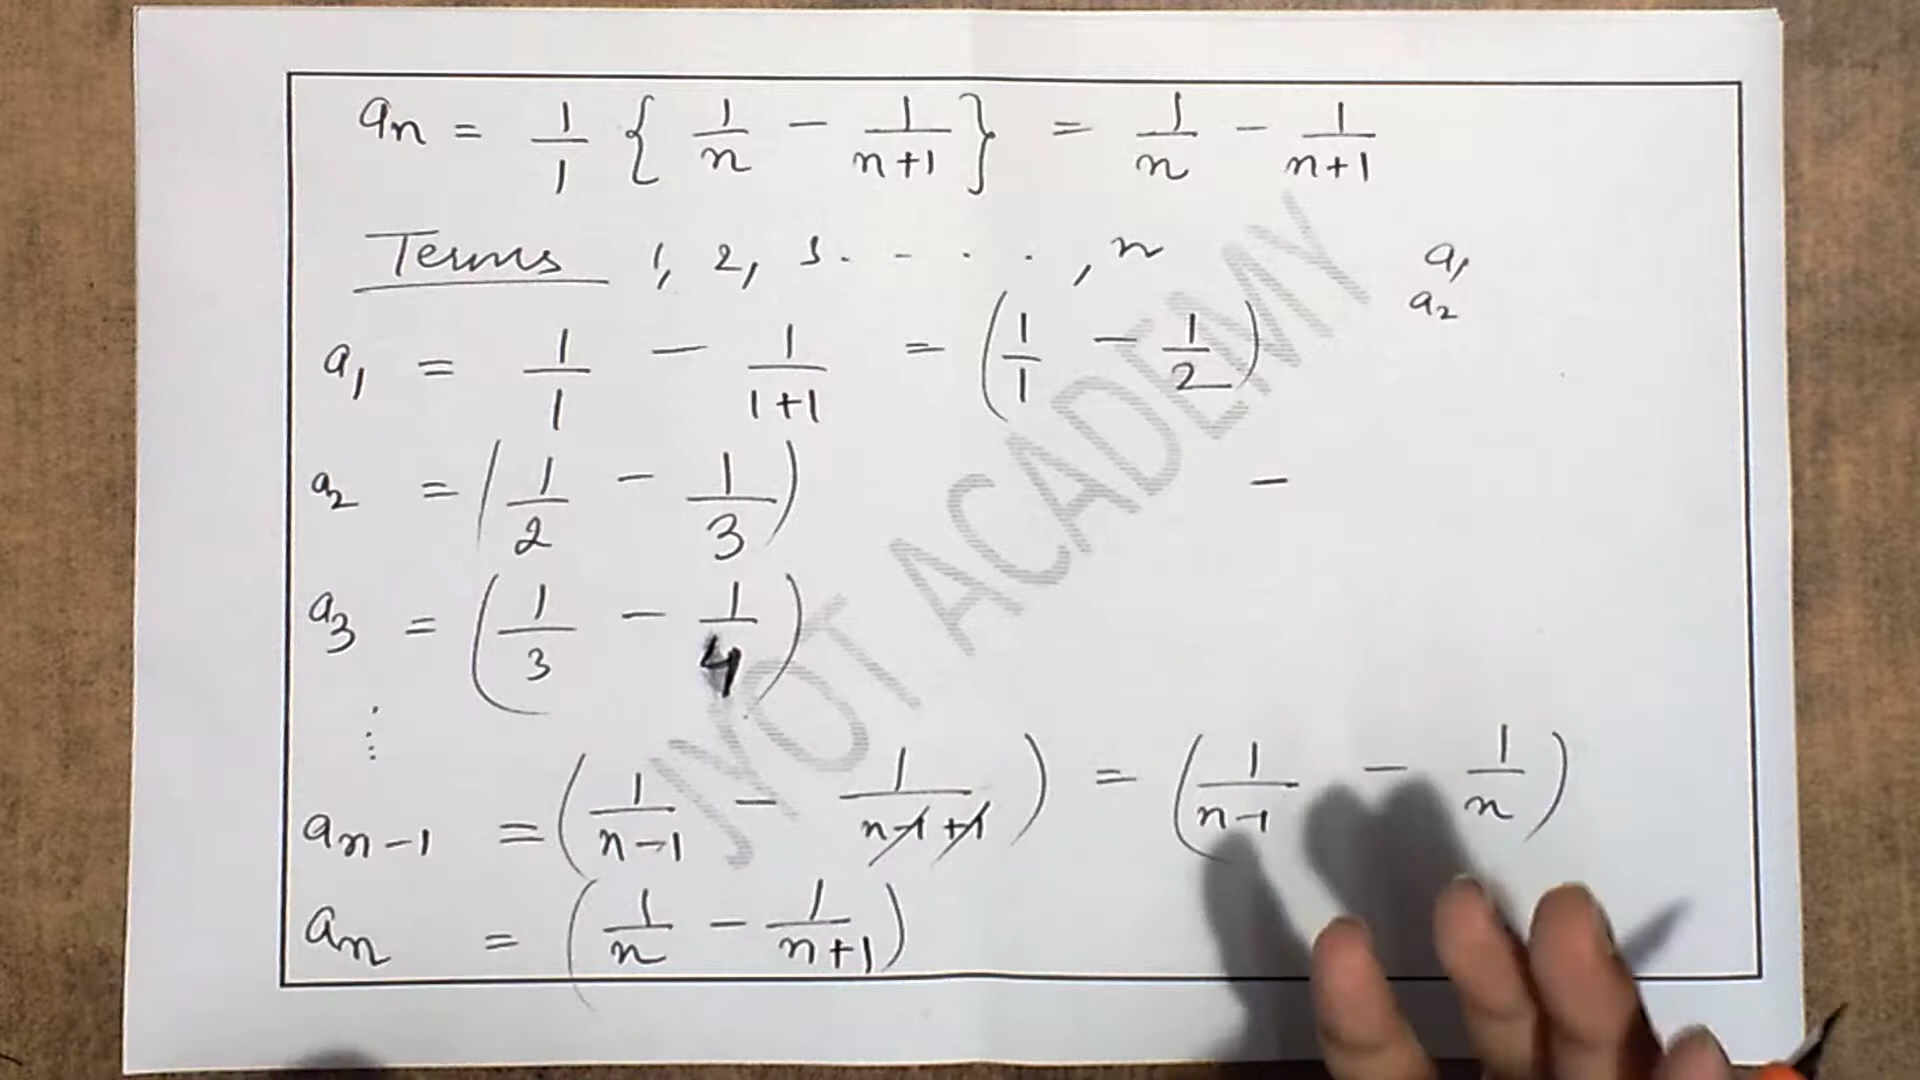 an = 1/1 { 1/n - 1/n+1 } = 1/n - 1/n+1
Terms 1, 2, 3. - . . . , n
a1
a2
a1 = 1/1 - 1/1+1 = (1/1 - 1/2)
a2 = (1/2 - 1/3) -
a3 = (1/3 - 1/4)
⋮
an-1 = (1/n-1 - 1/n-1+1) = (1/n-1 - 1/n)
an = (1/n - 1/n+1)
JYOT ACADEMY